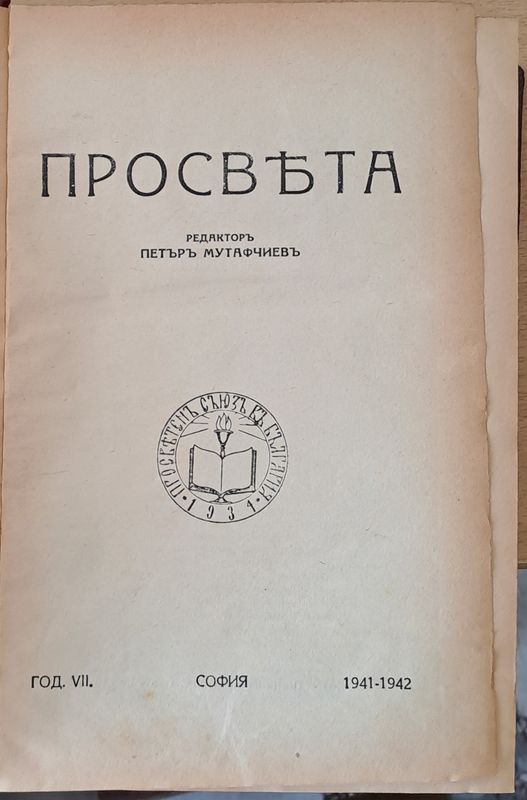 ПРОСВѢТА
РЕДАКТОРЪ
ПЕТЪРЪ МУТАФЧИЕВЪ
ПРОСВѢТЕНЪ СЪЮЗЪ ВЪ БЪЛГАРИЯ
1934
ГОД. VII. СОФИЯ 1941-1942